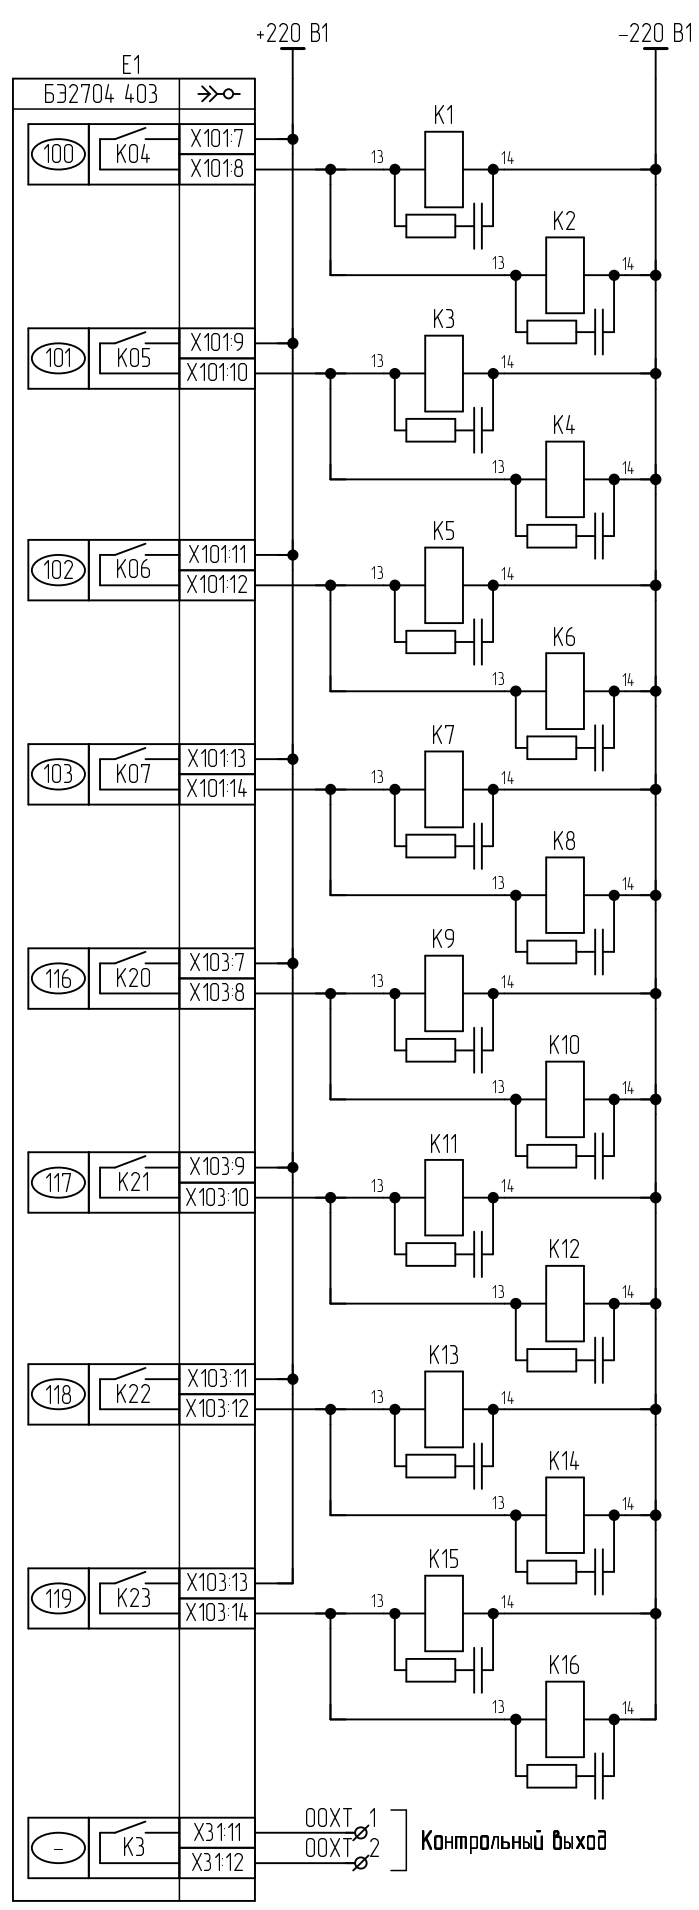 +220 В1
−220 В1
E1
БЭ2704 403
K1
100
K04
X101:7
X101:8
13
14
K2
13
14
K3
101
K05
X101:9
X101:10
13
14
K4
13
14
K5
102
K06
X101:11
X101:12
13
14
K6
13
14
K7
103
K07
X101:13
X101:14
13
14
K8
13
14
K9
116
K20
X103:7
X103:8
13
14
K10
13
14
K11
117
K21
X103:9
X103:10
13
14
K12
13
14
K13
118
K22
X103:11
X103:12
13
14
K14
13
14
K15
119
K23
X103:13
X103:14
13
14
K16
13
14
–
K3
X31:11
X31:12
00XT 1
00XT 2
Контрольный выход